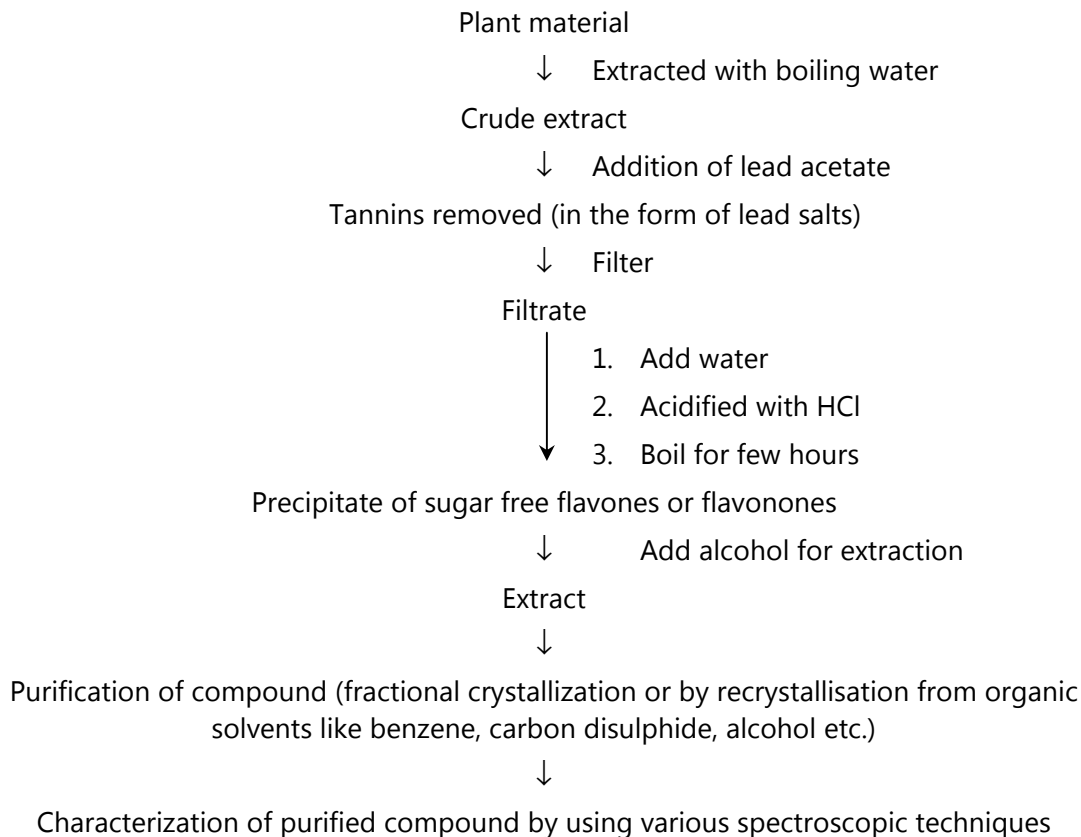 Plant material
↓ Extracted with boiling water
Crude extract
↓ Addition of lead acetate
Tannins removed (in the form of lead salts)
↓ Filter
Filtrate
1. Add water
2. Acidified with HCl
3. Boil for few hours
Precipitate of sugar free flavones or flavonones
↓ Add alcohol for extraction
Extract
↓
Purification of compound (fractional crystallization or by recrystallisation from organic
solvents like benzene, carbon disulphide, alcohol etc.)
↓
Characterization of purified compound by using various spectroscopic techniques